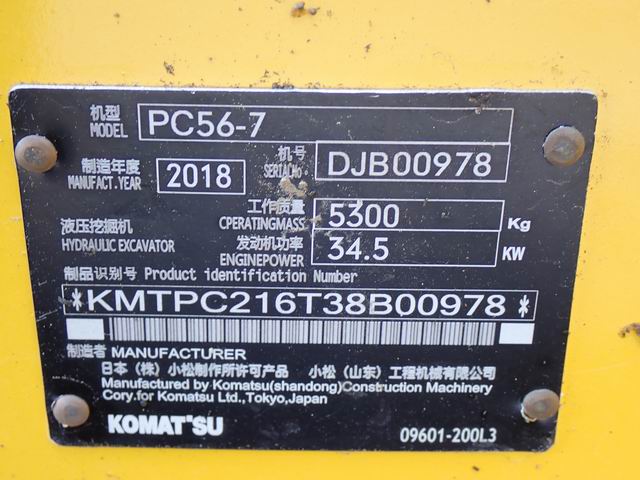 机型
MODEL PC56-7
制造年度
MANUFACT.YEAR 2018
机号
SERIACNo DJB00978
工作质量
CPERATINGMASS 5300 Kg
液压挖掘机
HYDRAULIC EXCAVATOR
发动机功率
ENGINEPOWER 34.5 KW
制品识别号 Product identification Number
*KMTPC216T38B00978*
制造者 MANUFACTURER
日本（株）小松制作所许可产品 小松（山东）工程机械有限公司
Manufactured by Komatsu(shandong)Construction Machinery
Cory.for Komatsu Ltd.,Tokyo,Japan
KOMATSU
09601-200L3